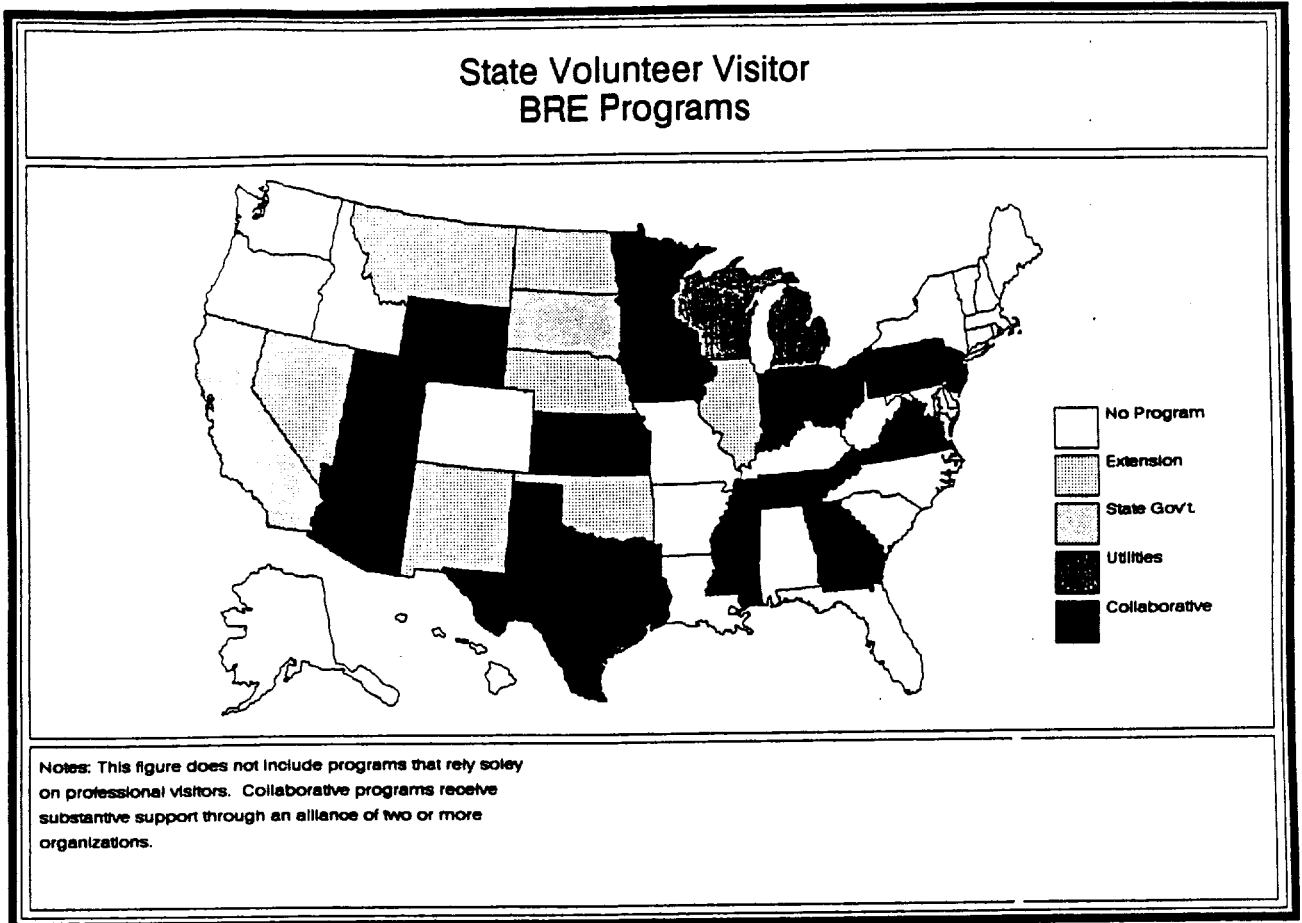 State Volunteer Visitor
BRE Programs
No Program
Extension
State Gov't.
Utilities
Collaborative
Notes: This figure does not include programs that rely soley
on professional visitors. Collaborative programs receive
substantive support through an alliance of two or more
organizations.